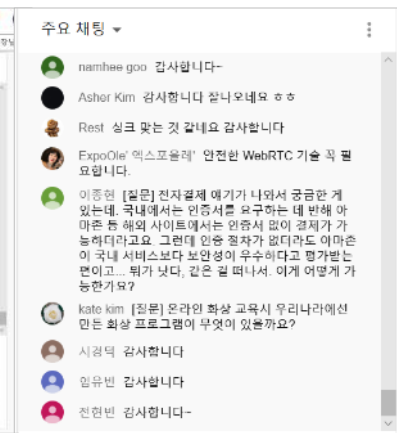 주요 채팅
namhee goo 감사합니다~
Asher Kim 감사합니다 잘나오네요 ㅎㅎ
Rest 싱크 맞는 것 같네요 감사합니다
ExpoOle' 엑스포올레' 안전한 WebRTC 기술 꼭 필
요합니다.
이종현 [질문] 전자결제 얘기가 나와서 궁금한 게
있는데. 국내에서는 인증서를 요구하는 데 반해 아
마존 등 해외 사이트에서는 인증서 없이 결제가 가
능하더라고요. 그런데 인증 절차가 없더라도 아마존
이 국내 서비스보다 보안성이 우수하다고 평가받는
편이고... 뭐가 낫다, 같은 걸 떠나서. 이게 어떻게 가
능한가요?
kate kim [질문] 온라인 화상 교육시 우리나라에선
만든 화상 프로그램이 무엇이 있을까요?
시경덕 감사합니다
임유빈 감사합니다
전현빈 감사합니다~